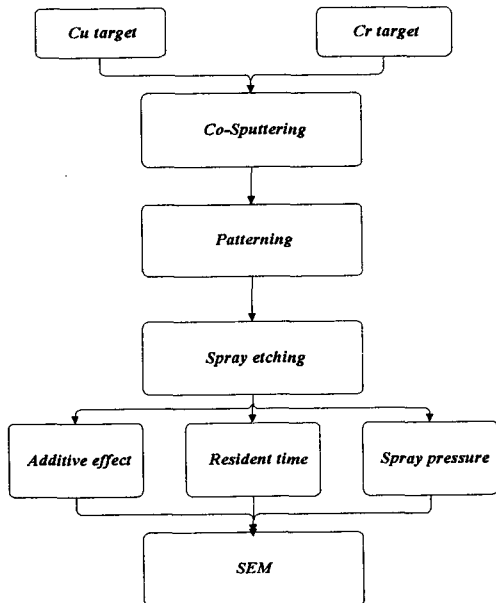 Cu target
Cr target
Co-Sputtering
Patterning
Spray etching
Additive effect
Resident time
Spray pressure
SEM